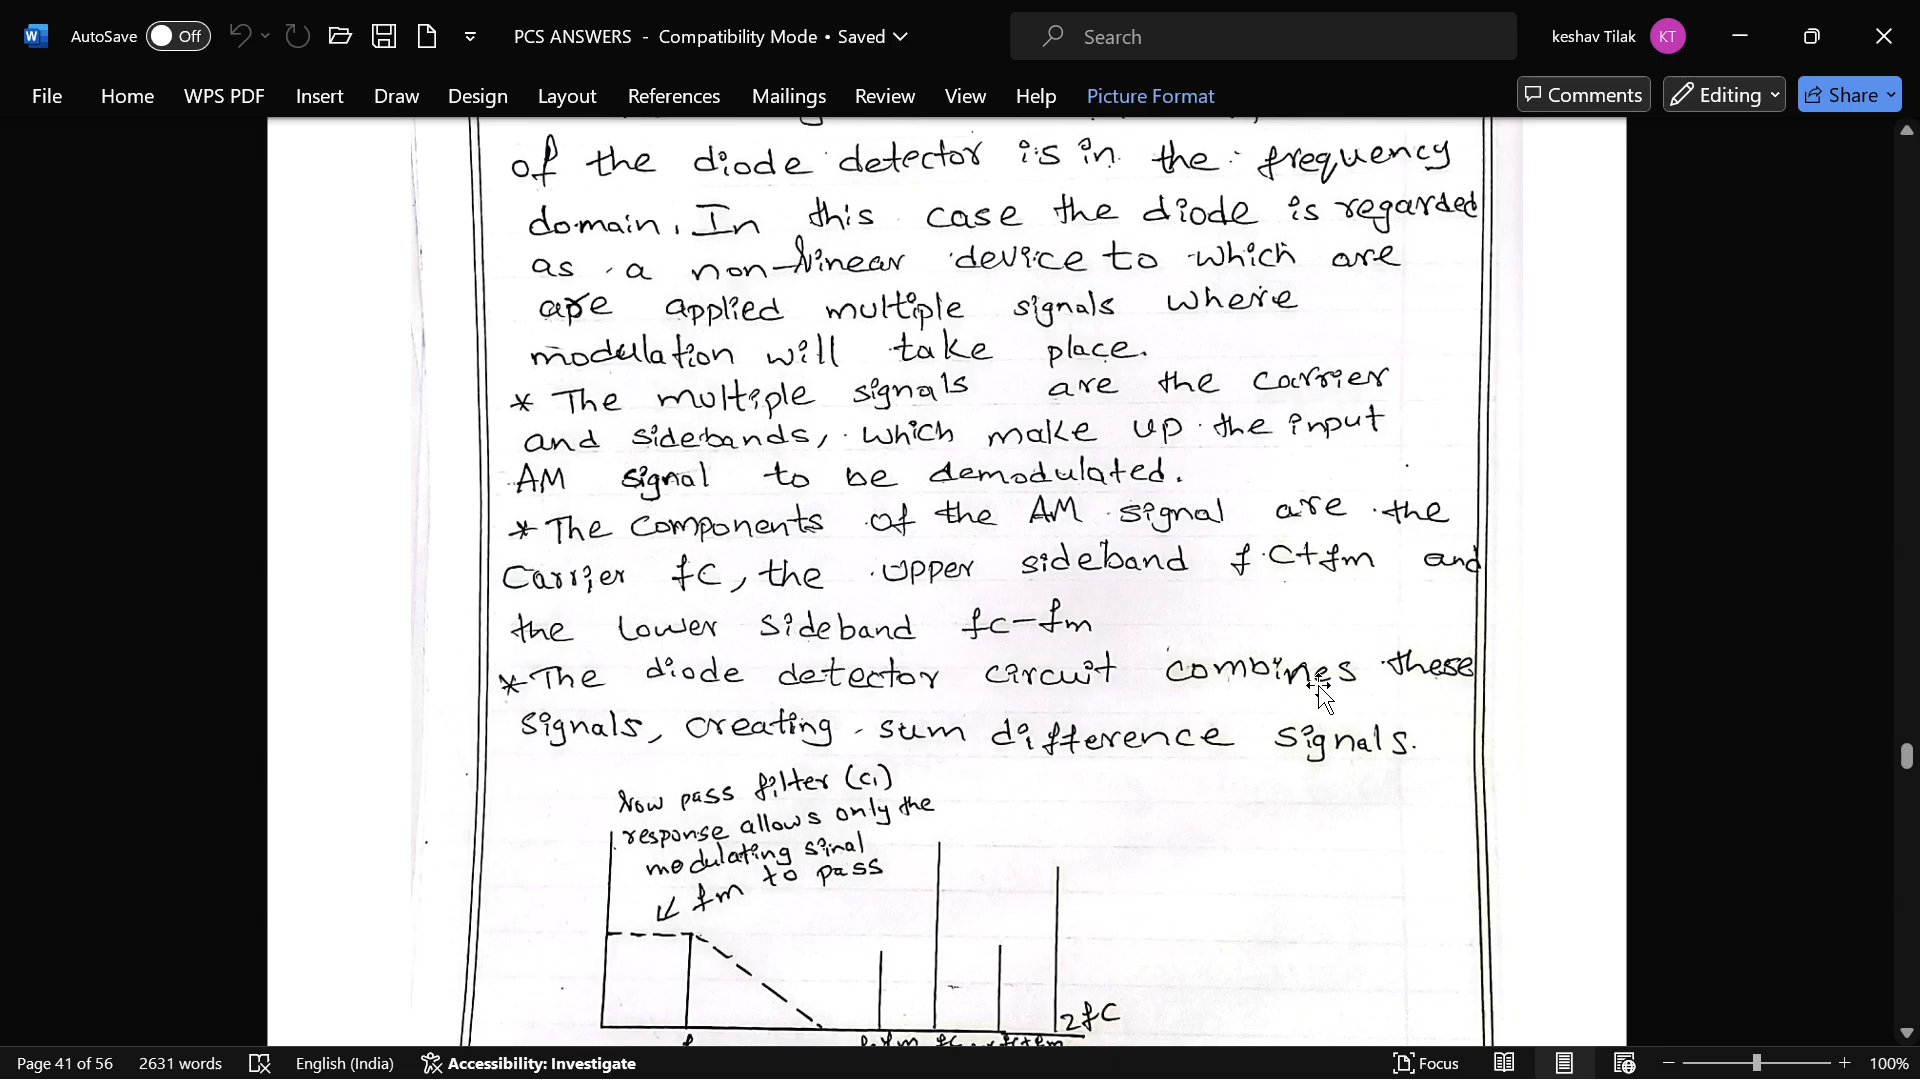 AutoSave Off PCS ANSWERS - Compatibility Mode • Saved Search keshav Tilak KT
File Home WPS PDF Insert Draw Design Layout References Mailings Review View Help Picture Format Comments Editing Share
of the diode detector is in the frequency
domain. In this case the diode is regarded
as a non-linear device to which are
are applied multiple signals where
modulation will take place.
* The multiple signals are the carrier
and sidebands, which make up the input
AM signal to be demodulated.
* The components of the AM signal are the
Carrier fC, the UPPER sideband fC+fm and
the Lower sideband fc-fm
* The diode detector circuit combines these
signals, creating sum difference signals.
low pass filter (C1)
response allows only the
modulating sinal
fm to pass
2fC
fc fc+fm
Page 41 of 56 2631 words English (India) Accessibility: Investigate Focus 100%